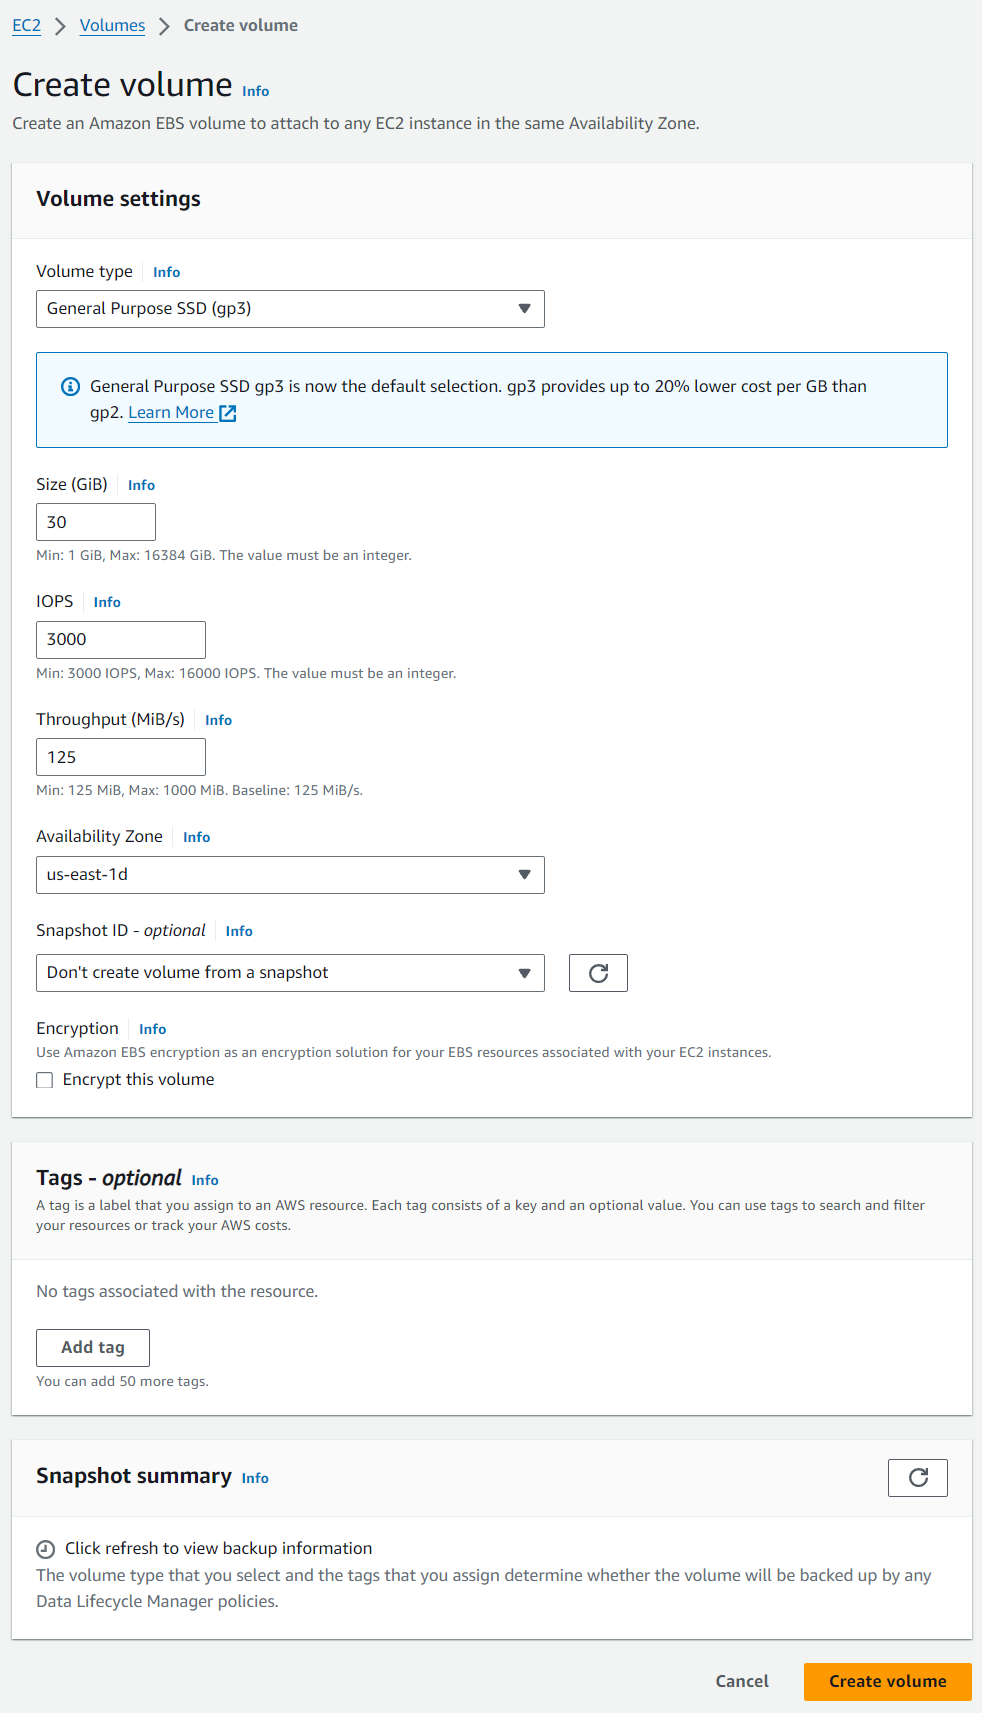 EC2 > Volumes > Create volume
Create volume Info
Create an Amazon EBS volume to attach to any EC2 instance in the same Availability Zone.
Volume settings
Volume type Info
General Purpose SSD (gp3)
General Purpose SSD gp3 is now the default selection. gp3 provides up to 20% lower cost per GB than
gp2. Learn More
Size (GiB) Info
30
Min: 1 GiB, Max: 16384 GiB. The value must be an integer.
IOPS Info
3000
Min: 3000 IOPS, Max: 16000 IOPS. The value must be an integer.
Throughput (MiB/s) Info
125
Min: 125 MiB, Max: 1000 MiB. Baseline: 125 MiB/s.
Availability Zone Info
us-east-1d
Snapshot ID - optional Info
Don't create volume from a snapshot
Encryption Info
Use Amazon EBS encryption as an encryption solution for your EBS resources associated with your EC2 instances.
Encrypt this volume
Tags - optional Info
A tag is a label that you assign to an AWS resource. Each tag consists of a key and an optional value. You can use tags to search and filter
your resources or track your AWS costs.
No tags associated with the resource.
Add tag
You can add 50 more tags.
Snapshot summary Info
Click refresh to view backup information
The volume type that you select and the tags that you assign determine whether the volume will be backed up by any
Data Lifecycle Manager policies.
Cancel Create volume